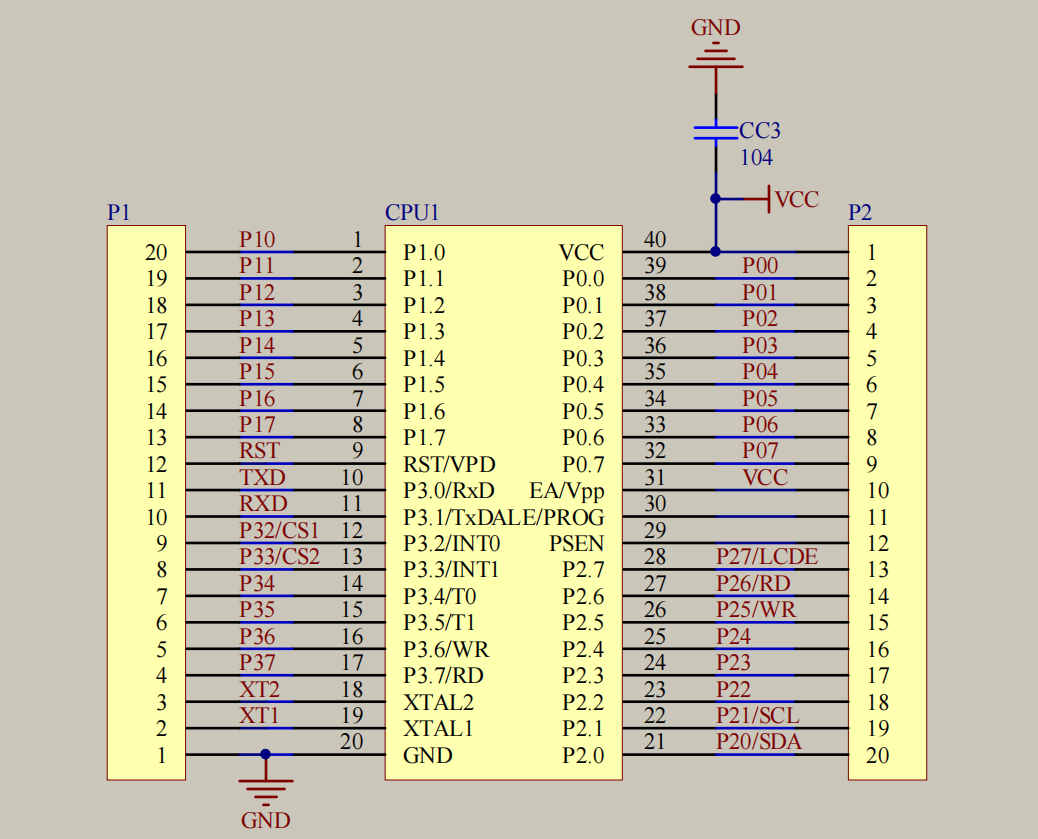 GND
CC3
104
VCC
P1 CPU1 P2
20 P10 1 P1.0 VCC 40 1
19 P11 2 P1.1 P0.0 39 P00 2
18 P12 3 P1.2 P0.1 38 P01 3
17 P13 4 P1.3 P0.2 37 P02 4
16 P14 5 P1.4 P0.3 36 P03 5
15 P15 6 P1.5 P0.4 35 P04 6
14 P16 7 P1.6 P0.5 34 P05 7
13 P17 8 P1.7 P0.6 33 P06 8
12 RST 9 RST/VPD P0.7 32 P07 9
11 TXD 10 P3.0/RxD EA/Vpp 31 VCC 10
10 RXD 11 P3.1/TxD ALE/PROG 30 11
9 P32/CS1 12 P3.2/INT0 PSEN 29 12
8 P33/CS2 13 P3.3/INT1 P2.7 28 P27/LCDE 13
7 P34 14 P3.4/T0 P2.6 27 P26/RD 14
6 P35 15 P3.5/T1 P2.5 26 P25/WR 15
5 P36 16 P3.6/WR P2.4 25 P24 16
4 P37 17 P3.7/RD P2.3 24 P23 17
3 XT2 18 XTAL2 P2.2 23 P22 18
2 XT1 19 XTAL1 P2.1 22 P21/SCL 19
1 20 GND P2.0 21 P20/SDA 20
GND